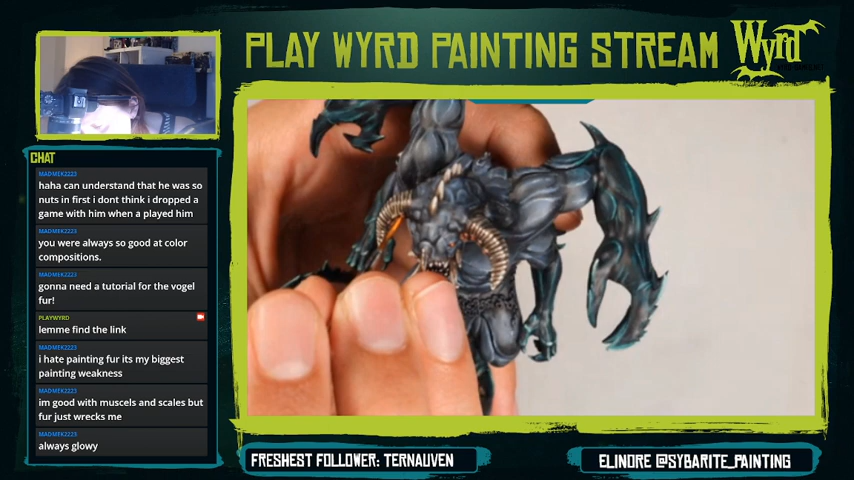 PLAY WYRD PAINTING STREAM
Wyrd
CHAT
MADMEK2223
haha can understand that he was so
nuts in first i dont think i dropped a
game with him when a played him
MADMEK2223
you were always so good at color
compositions.
MADMEK2223
gonna need a tutorial for the vogel
fur!
PLAYWYRD
lemme find the link
MADMEK2223
i hate painting fur its my biggest
painting weakness
MADMEK2223
im good with muscels and scales but
fur just wrecks me
MADMEK2223
always glowy
FRESHEST FOLLOWER: TERNAUVEN
ELINORE @SYBARITE_PAINTING